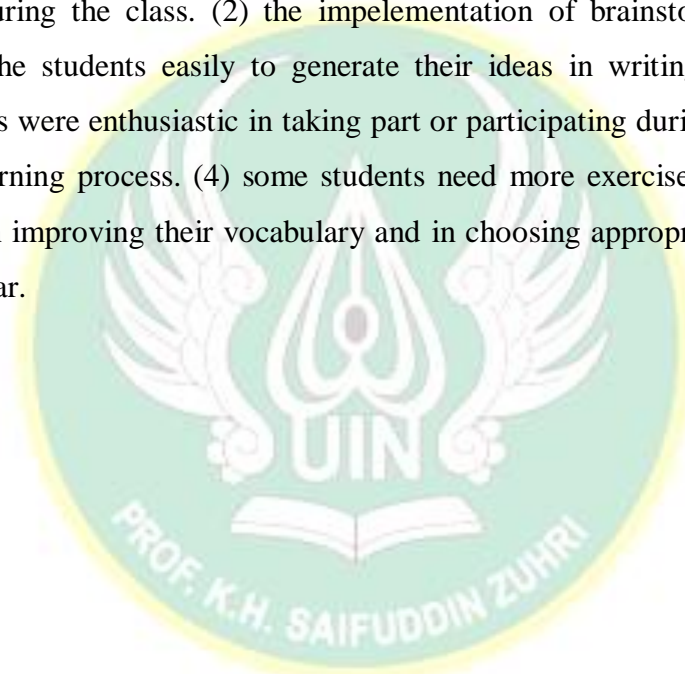 uring the class. (2) the impelementation of brainsto
he students easily to generate their ideas in writin
s were enthusiastic in taking part or participating duri
rning process. (4) some students need more exercise
improving their vocabulary and in choosing appropr
ar.
UIN
PROF. K.H. SAIFUDDIN ZUHRI